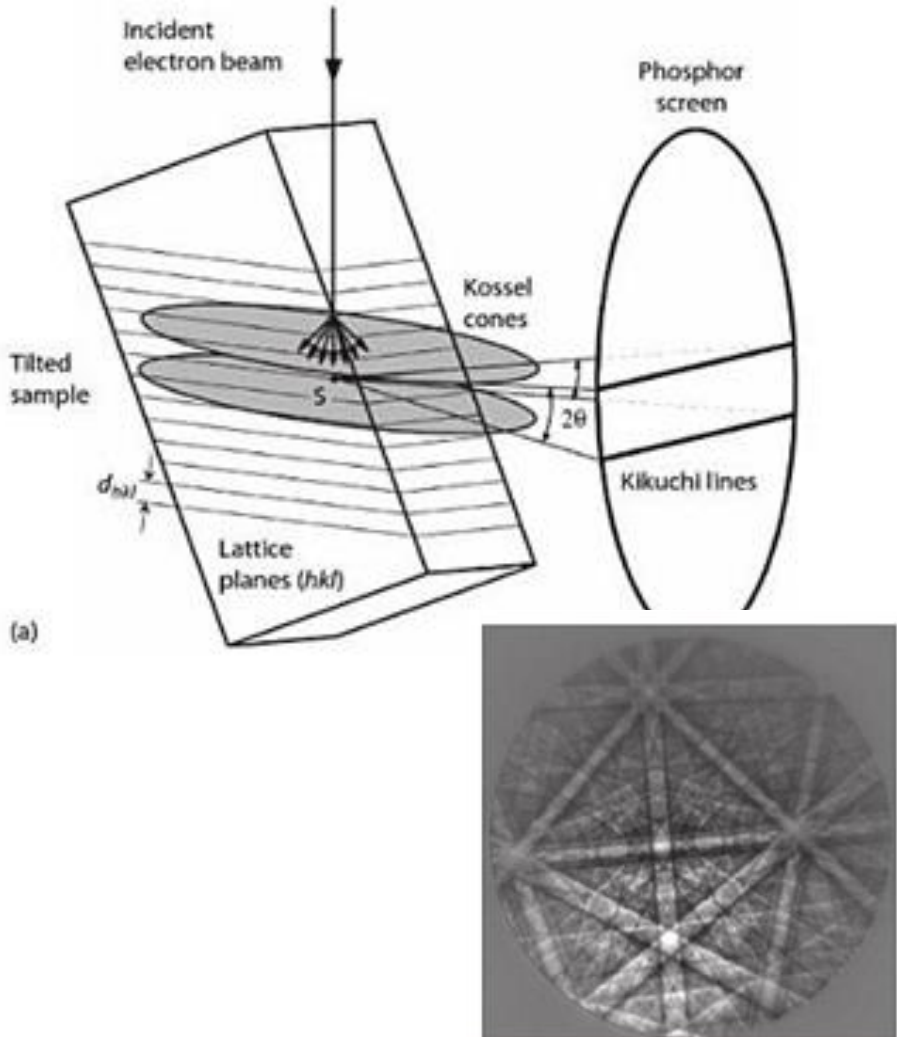 Incident
electron beam
Phosphor
screen
Kossel
cones
Tilted
sample
S
2θ
d_hkl
Kikuchi lines
Lattice
planes (hkl)
(a)